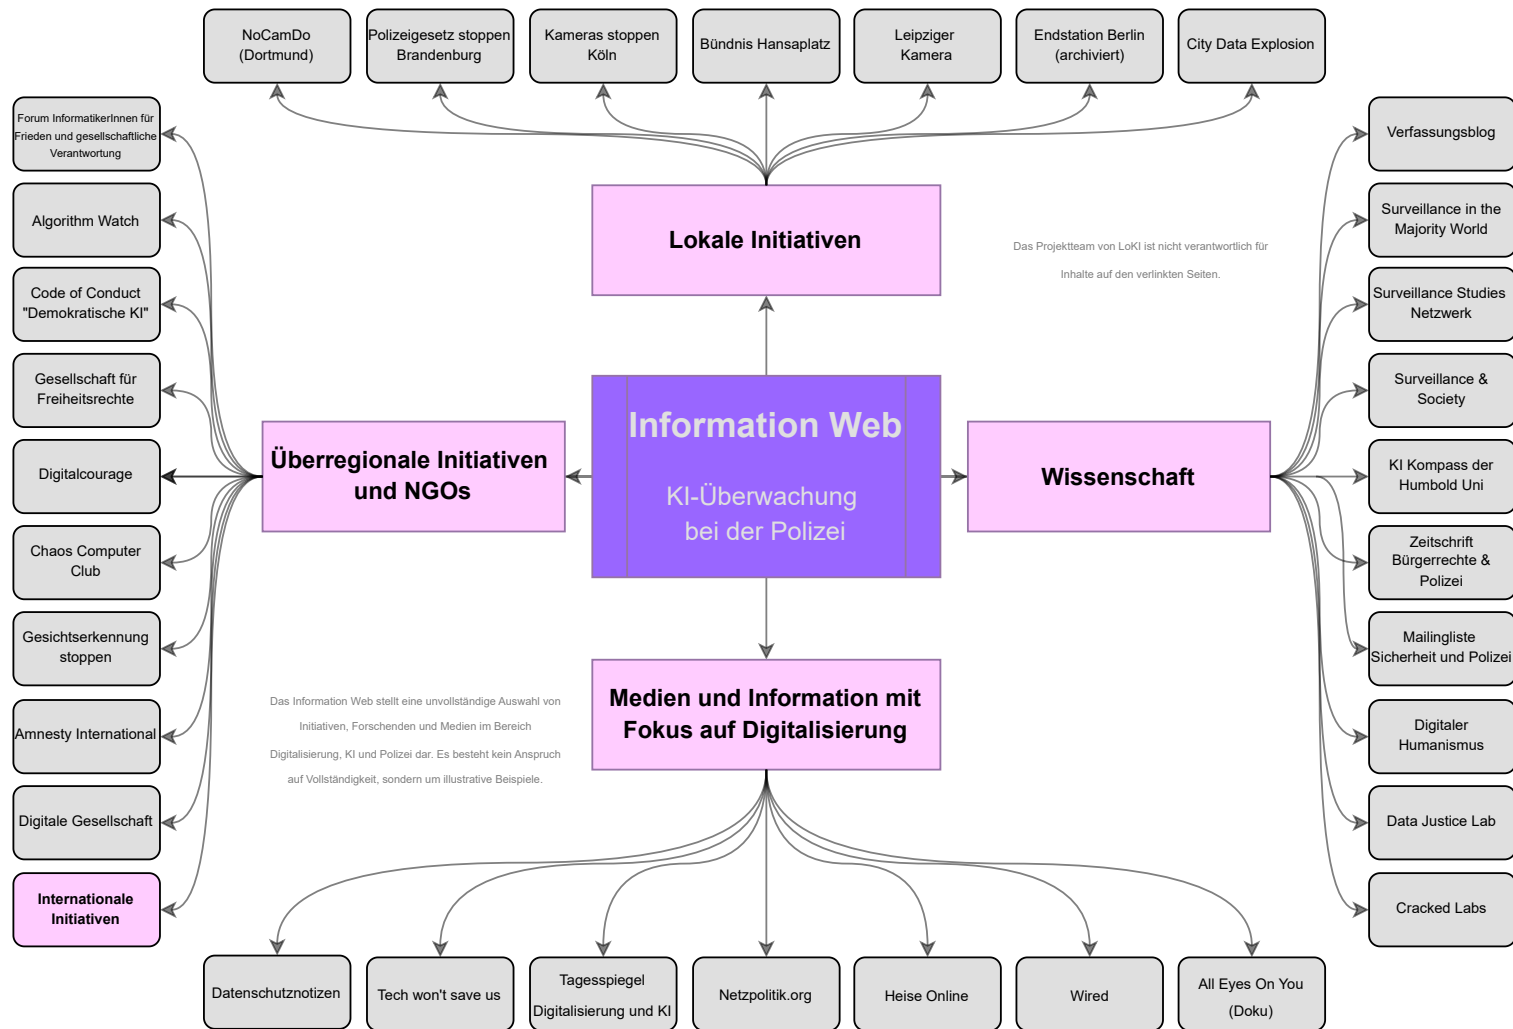 NoCamDo
(Dortmund)
Polizeigesetz stoppen
Brandenburg
Kameras stoppen
Köln
Bündnis Hansaplatz
Leipziger
Kamera
Endstation Berlin
(archiviert)
City Data Explosion
Forum InformatikerInnen für
Frieden und gesellschaftliche
Verantwortung
Algorithm Watch
Code of Conduct
"Demokratische KI"
Gesellschaft für
Freiheitsrechte
Digitalcourage
Chaos Computer
Club
Gesichtserkennung
stoppen
Amnesty International
Digitale Gesellschaft
Internationale
Initiativen
Lokale Initiativen
Das Projektteam von LoKI ist nicht verantwortlich für
Inhalte auf den verlinkten Seiten.
Überregionale Initiativen
und NGOs
Information Web
KI-Überwachung
bei der Polizei
Wissenschaft
Das Information Web stellt eine unvollständige Auswahl von
Initiativen, Forschenden und Medien im Bereich
Digitalisierung, KI und Polizei dar. Es besteht kein Anspruch
auf Vollständigkeit, sondern um illustrative Beispiele.
Medien und Information mit
Fokus auf Digitalisierung
Verfassungsblog
Surveillance in the
Majority World
Surveillance Studies
Netzwerk
Surveillance &
Society
KI Kompass der
Humbold Uni
Zeitschrift
Bürgerrechte &
Polizei
Mailingliste
Sicherheit und Polizei
Digitaler
Humanismus
Data Justice Lab
Cracked Labs
Datenschutznotizen
Tech won't save us
Tagesspiegel
Digitalisierung und KI
Netzpolitik.org
Heise Online
Wired
All Eyes On You
(Doku)